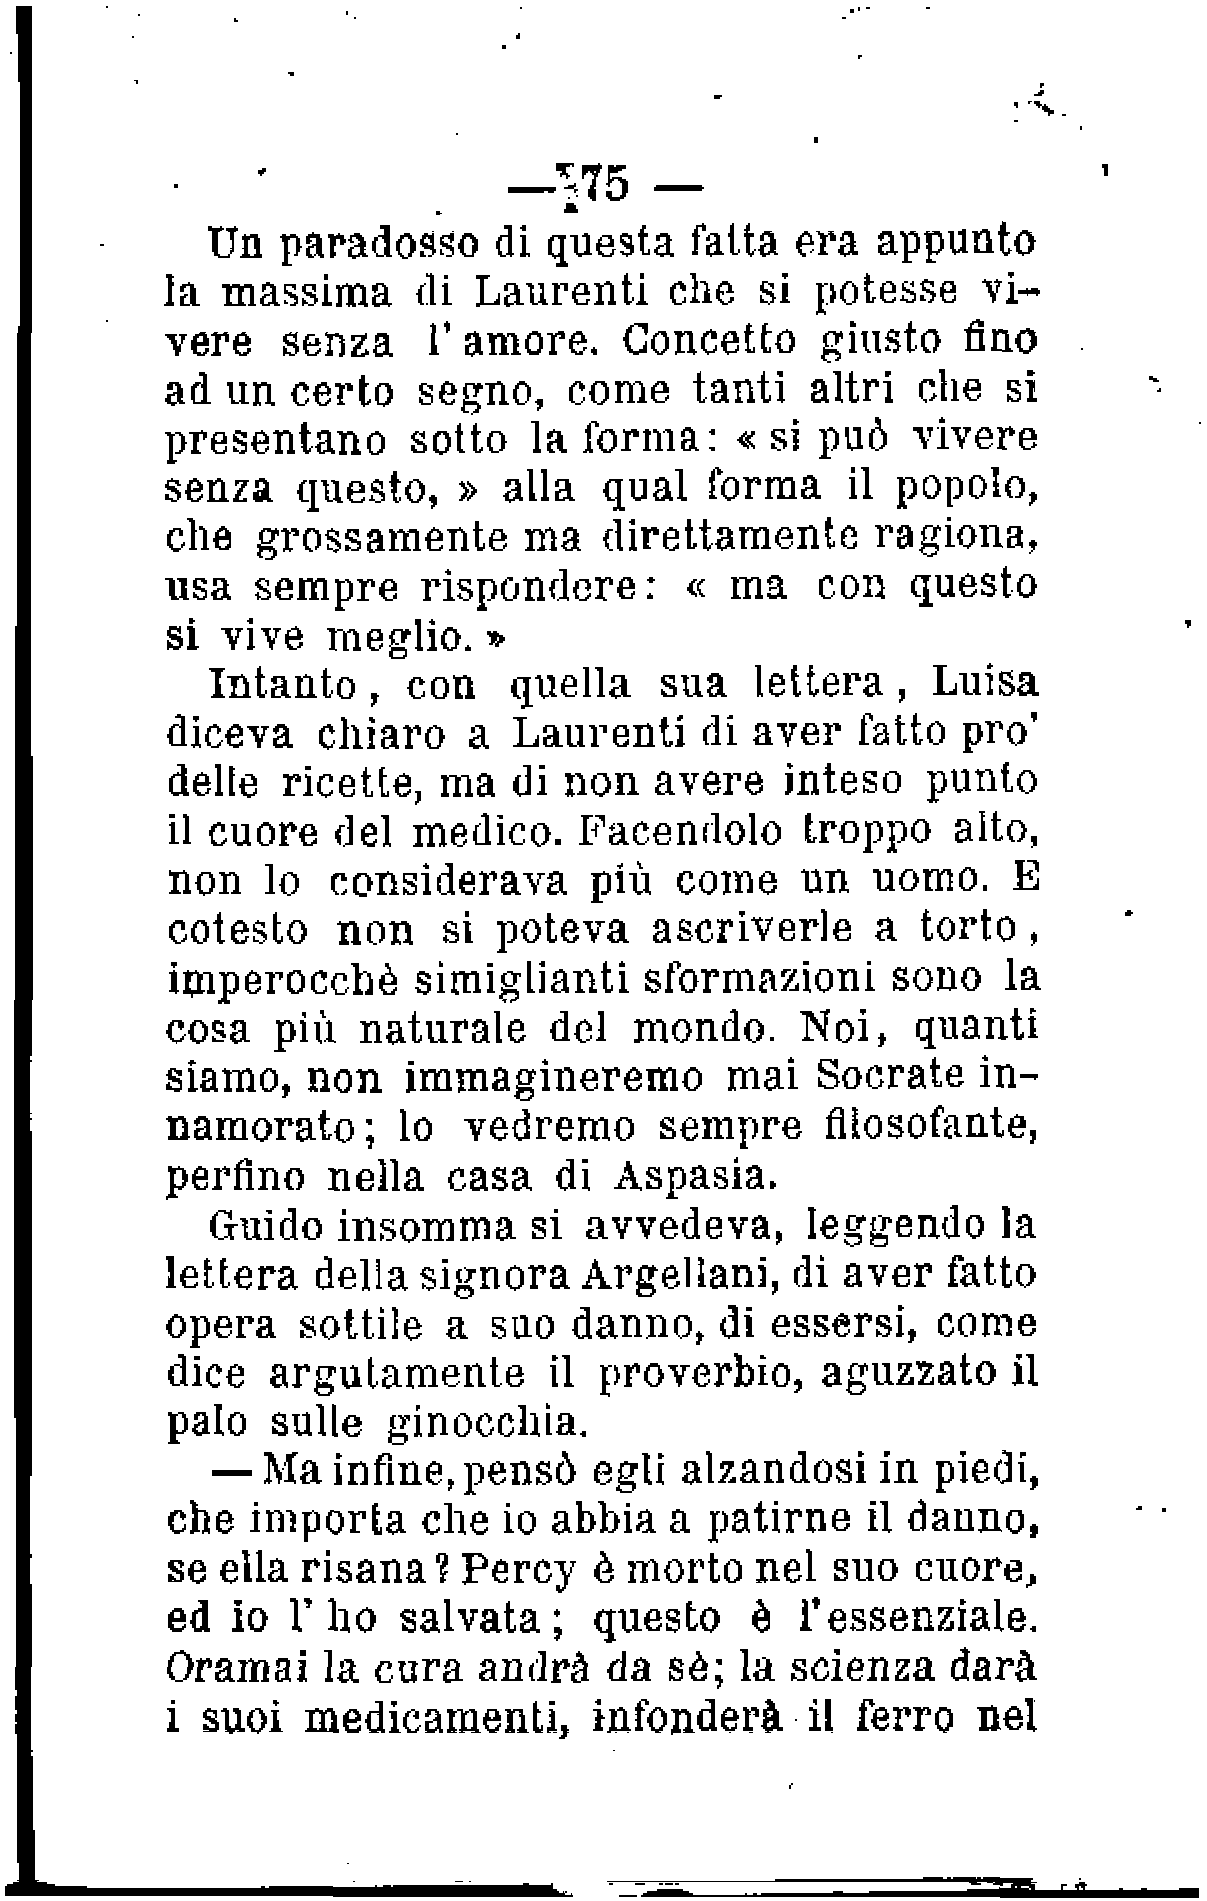 — 175 —
Un paradosso di questa fatta era appunto
la massima di Laurenti che si potesse vi-
vere senza l' amore. Concetto giusto fino
ad un certo segno, come tanti altri che si
presentano sotto la forma: « si può vivere
senza questo, » alla qual forma il popolo,
che grossamente ma direttamente ragiona,
usa sempre rispondere: « ma con questo
si vive meglio. »
Intanto, con quella sua lettera, Luisa
diceva chiaro a Laurenti di aver fatto pro'
delle ricette, ma di non avere inteso punto
il cuore del medico. Facendolo troppo alto,
non lo considerava più come un uomo. E
cotesto non si poteva ascriverle a torto,
imperocchè simiglianti sformazioni sono la
cosa più naturale del mondo. Noi, quanti
siamo, non immagineremo mai Socrate in-
namorato; lo vedremo sempre filosofante,
perfino nella casa di Aspasia.
Guido insomma si avvedeva, leggendo la
lettera della signora Argellani, di aver fatto
opera sottile a suo danno, di essersi, come
dice argutamente il proverbio, aguzzato il
palo sulle ginocchia.
— Ma infine, pensò egli alzandosi in piedi,
che importa che io abbia a patirne il danno,
se ella risana? Percy è morto nel suo cuore,
ed io l' ho salvata; questo è l'essenziale.
Oramai la cura andrà da sè; la scienza darà
i suoi medicamenti, infonderà il ferro nel